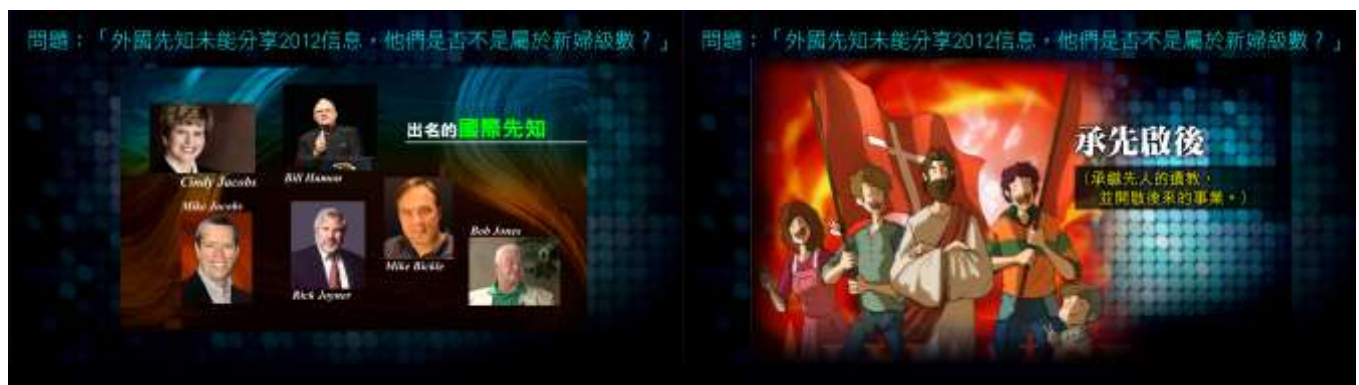 問題：「外國先知未能分享2012信息，他們是否不是屬於新婦級數？」
出名的國際先知
Cindy Jacobs
Bill Hamon
Mike Jacobs
Rick Joyner
Mike Bickle
Bob Jones
問題：「外國先知未能分享2012信息，他們是否不是屬於新婦級數？」
承先啟後
（承繼先人的遺教，
並開啟後來的事業。）